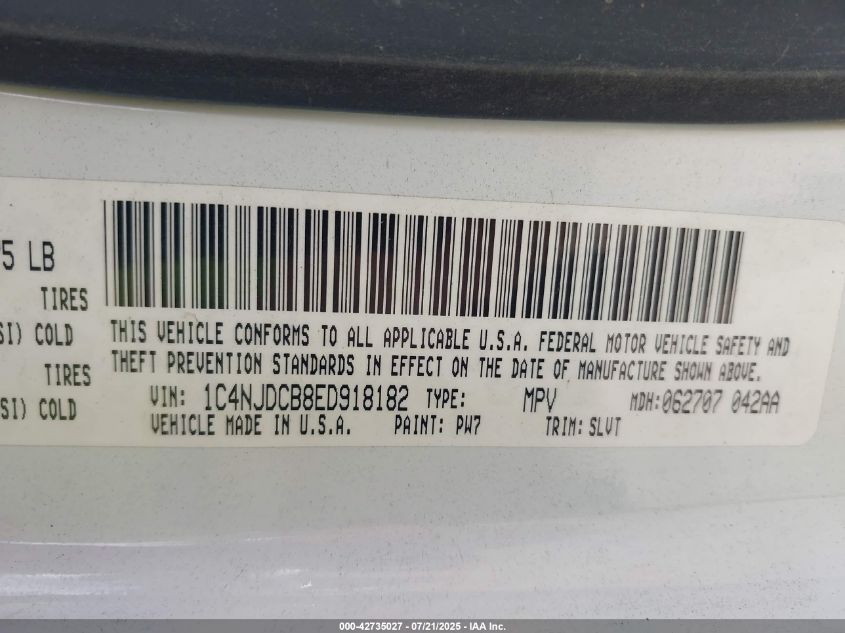 5 LB
TIRES
SI) COLD
TIRES
SI) COLD
THIS VEHICLE CONFORMS TO ALL APPLICABLE U.S.A. FEDERAL MOTOR VEHICLE SAFETY AND
THEFT PREVENTION STANDARDS IN EFFECT ON THE DATE OF MANUFACTURE SHOWN ABOVE.
VIN: 1C4NJDCB8ED918182 TYPE: MPV MDH:062707 042AA
VEHICLE MADE IN U.S.A. PAINT: PW7 TRIM: SLVT
000-42735027 - 07/21/2025 - IAA Inc.